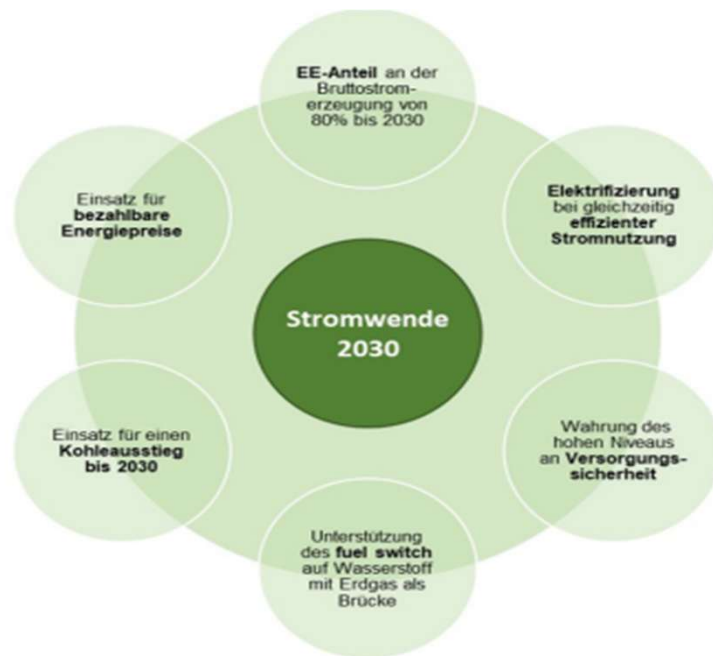 EE-Anteil an der
Bruttostrom-
erzeugung von
80% bis 2030
Elektrifizierung
bei gleichzeitig
effizienter
Stromnutzung
Wahrung des
hohen Niveaus
an Versorgungs-
sicherheit
Unterstützung
des fuel switch
auf Wasserstoff
mit Erdgas als
Brücke
Einsatz für einen
Kohleausstieg
bis 2030
Einsatz für
bezahlbare
Energiepreise
Stromwende
2030